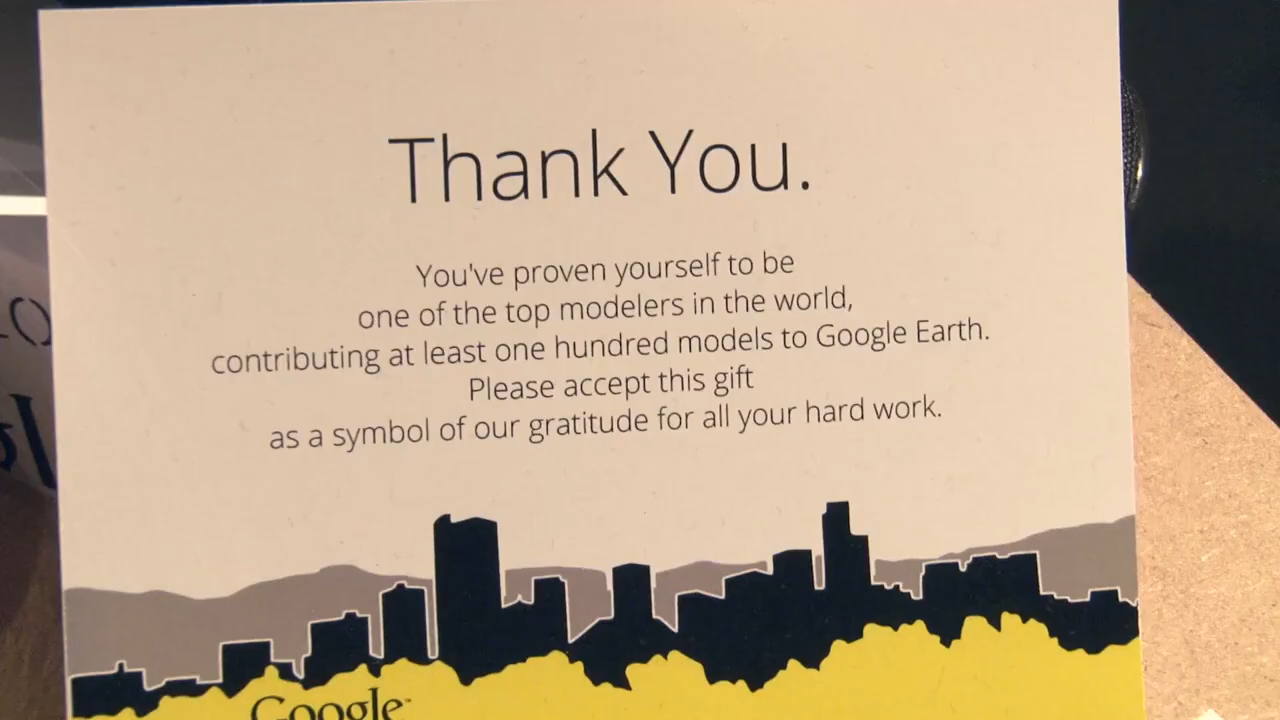 Thank You.
You've proven yourself to be
one of the top modelers in the world,
contributing at least one hundred models to Google Earth.
Please accept this gift
as a symbol of our gratitude for all your hard work.
Google™